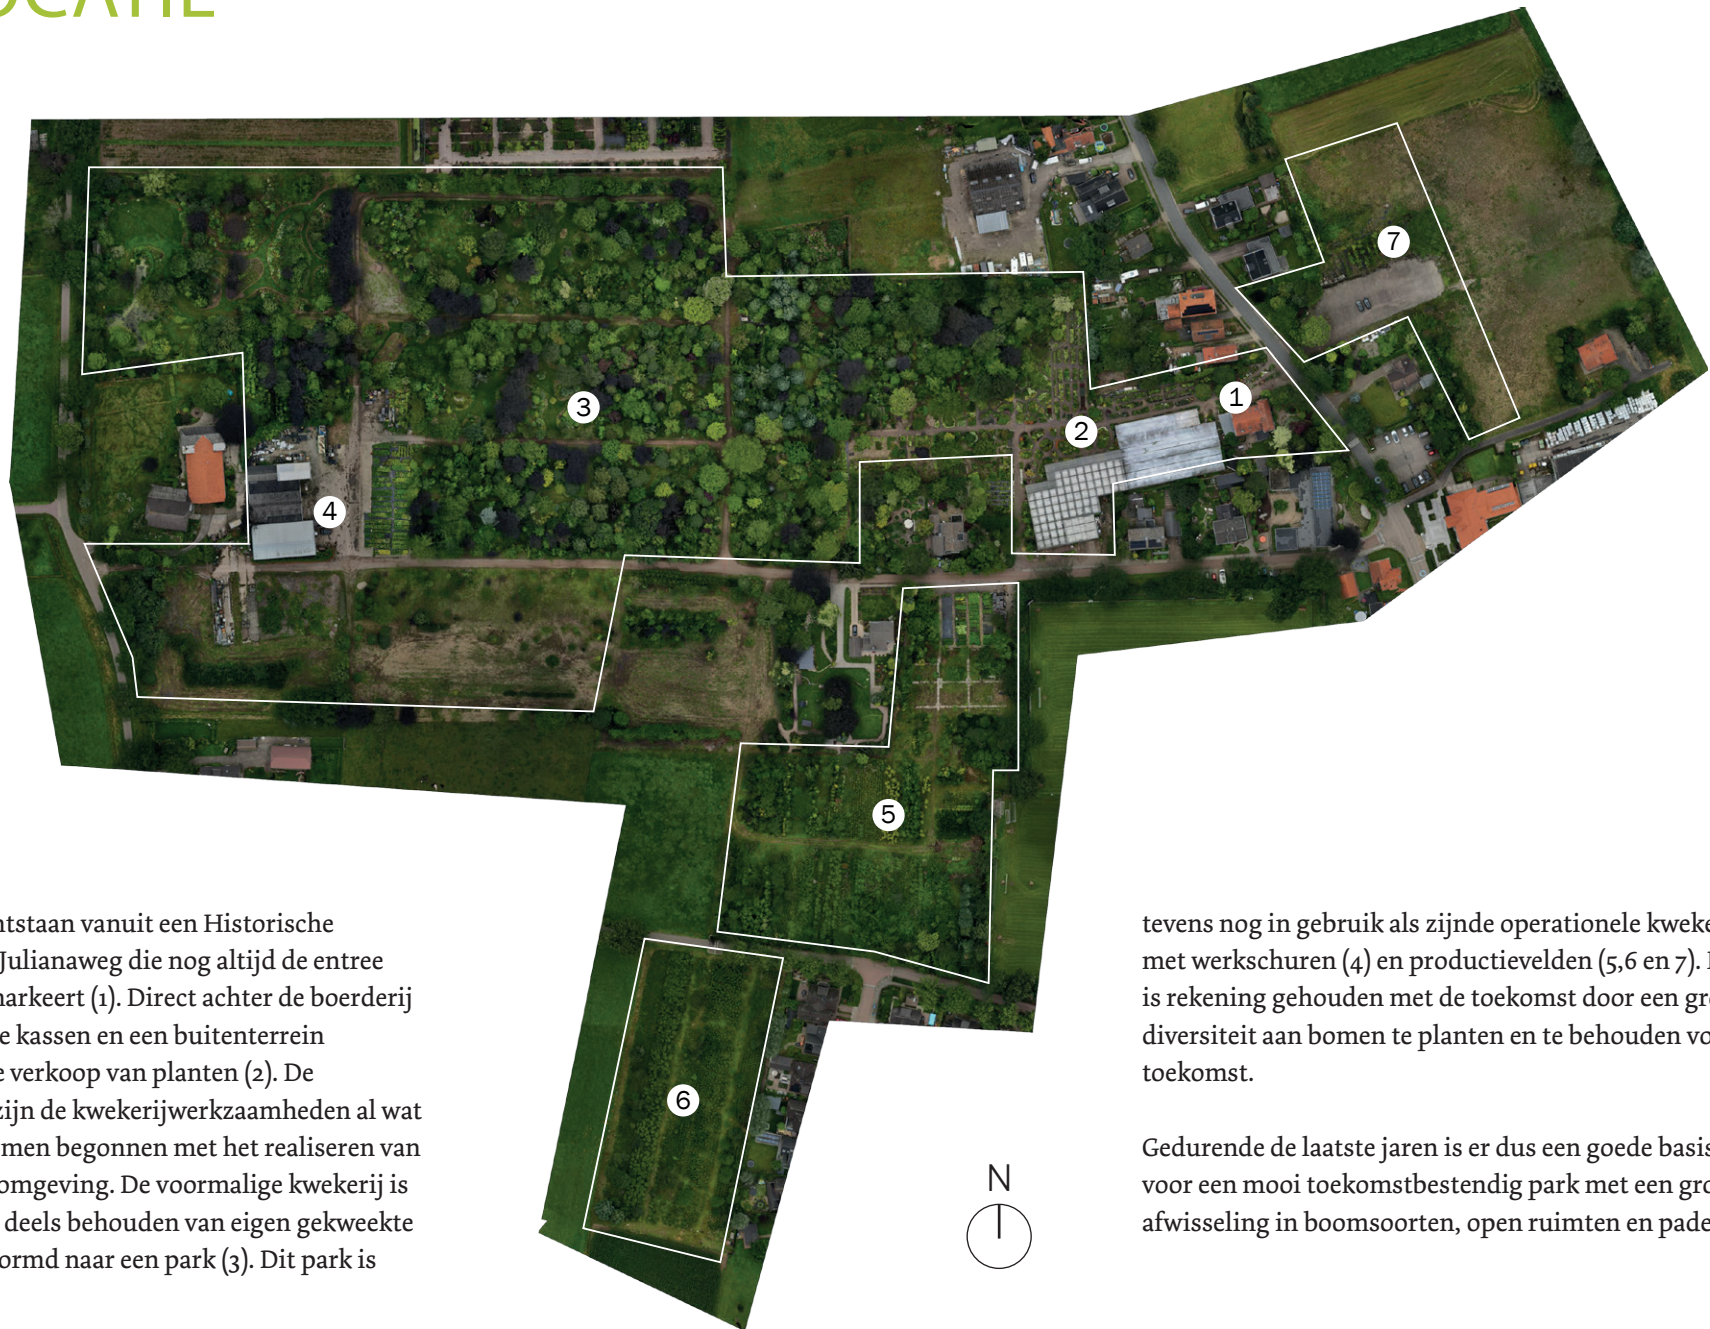 OCATIE
7
1
3
2
4
5
6
N
ntstaan vanuit een Historische
Julianaweg die nog altijd de entree
markeert (1). Direct achter de boerderij
e kassen en een buitenterrein
e verkoop van planten (2). De
zijn de kwekerijwerkzaamheden al wat
men begonnen met het realiseren van
omgeving. De voormalige kwekerij is
deels behouden van eigen gekweekte
ormd naar een park (3). Dit park is
tevens nog in gebruik als zijnde operationele kweke
met werkschuren (4) en productievelden (5,6 en 7).
is rekening gehouden met de toekomst door een gr
diversiteit aan bomen te planten en te behouden vo
toekomst.
Gedurende de laatste jaren is er dus een goede basis
voor een mooi toekomstbestendig park met een gro
afwisseling in boomsoorten, open ruimten en pade